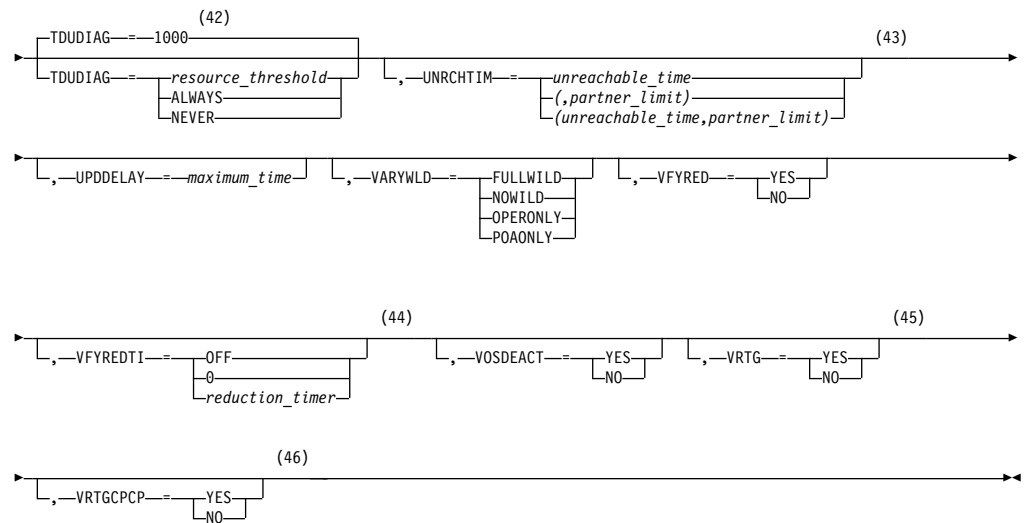 (42)
TDUDIAG = 1000
(43)
TDUDIAG = resource_threshold , UNRCHTIM = unreachable_time
ALWAYS (,partner_limit)
NEVER (unreachable_time,partner_limit)
, UPDDELAY = maximum_time , VARYWLD = FULLWILD , VFYRED = YES
NOWILD NO
OPERONLY
POAONLY
(44) (45)
, VFYREDTI = OFF , VOSDEACT = YES , VRTG = YES
0 NO NO
reduction_timer
(46)
, VRTGCPCP = YES
NO